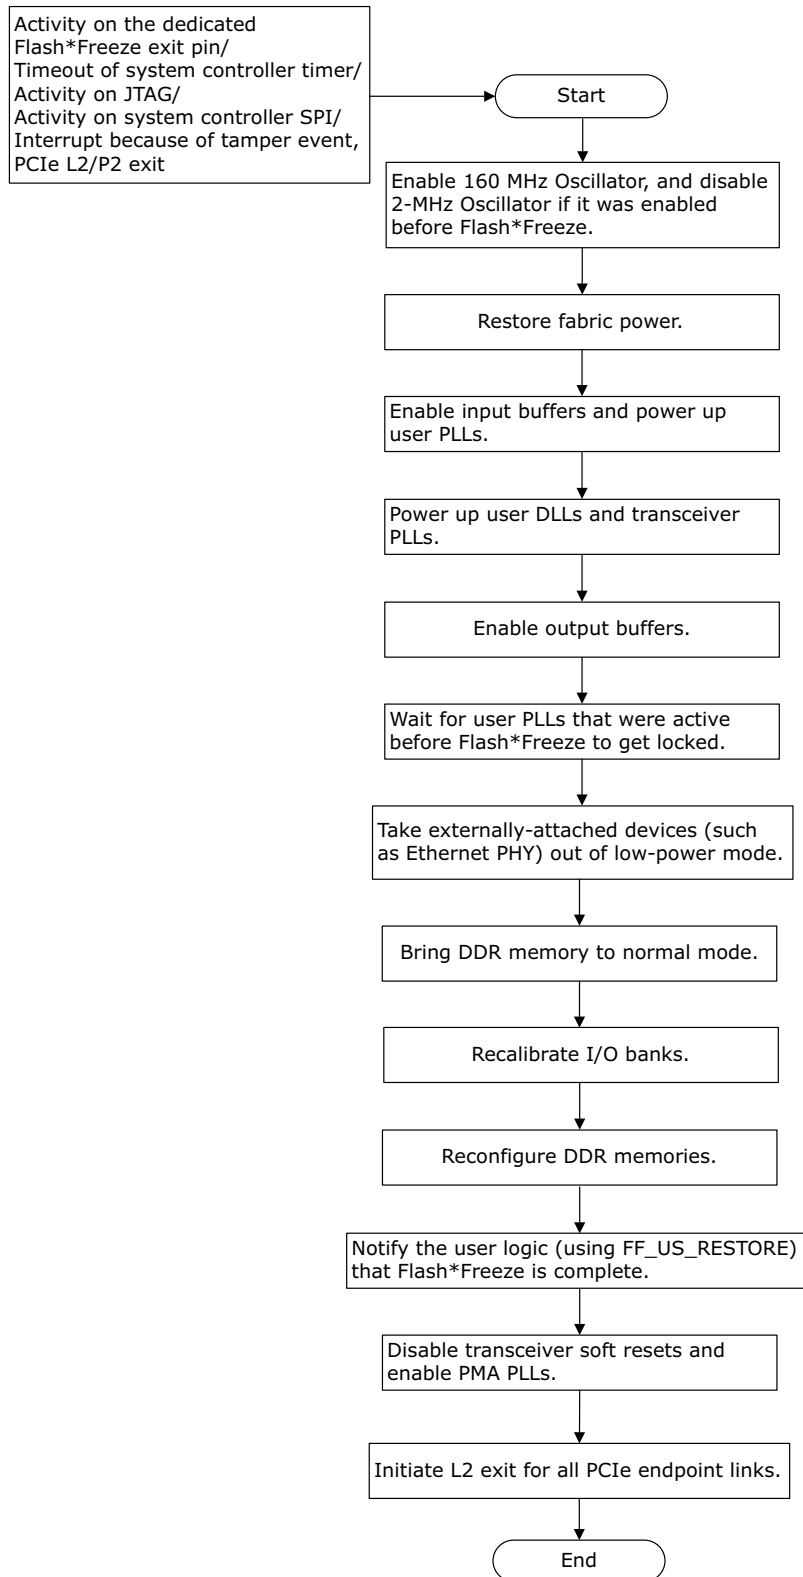 Activity on the dedicated
Flash*Freeze exit pin/
Timeout of system controller timer/
Activity on JTAG/
Activity on system controller SPI/
Interrupt because of tamper event,
PCIe L2/P2 exit
Start
Enable 160 MHz Oscillator, and disable
2-MHz Oscillator if it was enabled
before Flash*Freeze.
Restore fabric power.
Enable input buffers and power up
user PLLs.
Power up user DLLs and transceiver
PLLs.
Enable output buffers.
Wait for user PLLs that were active
before Flash*Freeze to get locked.
Take externally-attached devices (such
as Ethernet PHY) out of low-power mode.
Bring DDR memory to normal mode.
Recalibrate I/O banks.
Reconfigure DDR memories.
Notify the user logic (using FF_US_RESTORE)
that Flash*Freeze is complete.
Disable transceiver soft resets and
enable PMA PLLs.
Initiate L2 exit for all PCIe endpoint links.
End